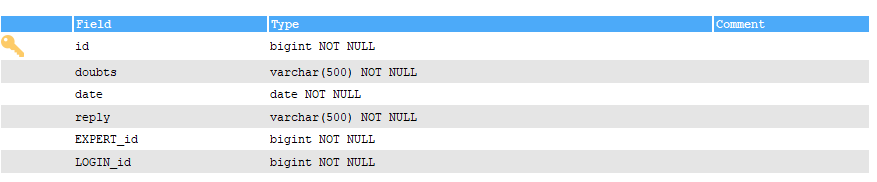 Field Type Comment
id bigint NOT NULL
doubts varchar(500) NOT NULL
date date NOT NULL
reply varchar(500) NOT NULL
EXPERT_id bigint NOT NULL
LOGIN_id bigint NOT NULL